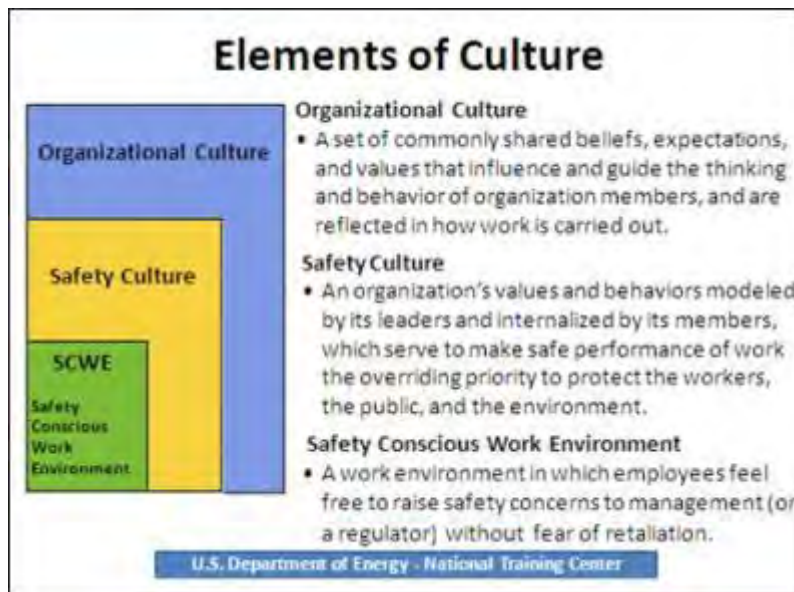 Elements of Culture
Organizational Culture
Safety Culture
SCWE
Safety
Conscious
Work
Environment
Organizational Culture
• A set of commonly shared beliefs, expectations,
and values that influence and guide the thinking
and behavior of organization members, and are
reflected in how work is carried out.
Safety Culture
• An organization's values and behaviors modeled
by its leaders and internalized by its members,
which serve to make safe performance of work
the overriding priority to protect the workers,
the public, and the environment.
Safety Conscious Work Environment
• A work environment in which employees feel
free to raise safety concerns to management (or
a regulator) without fear of retaliation.
U.S. Department of Energy - National Training Center